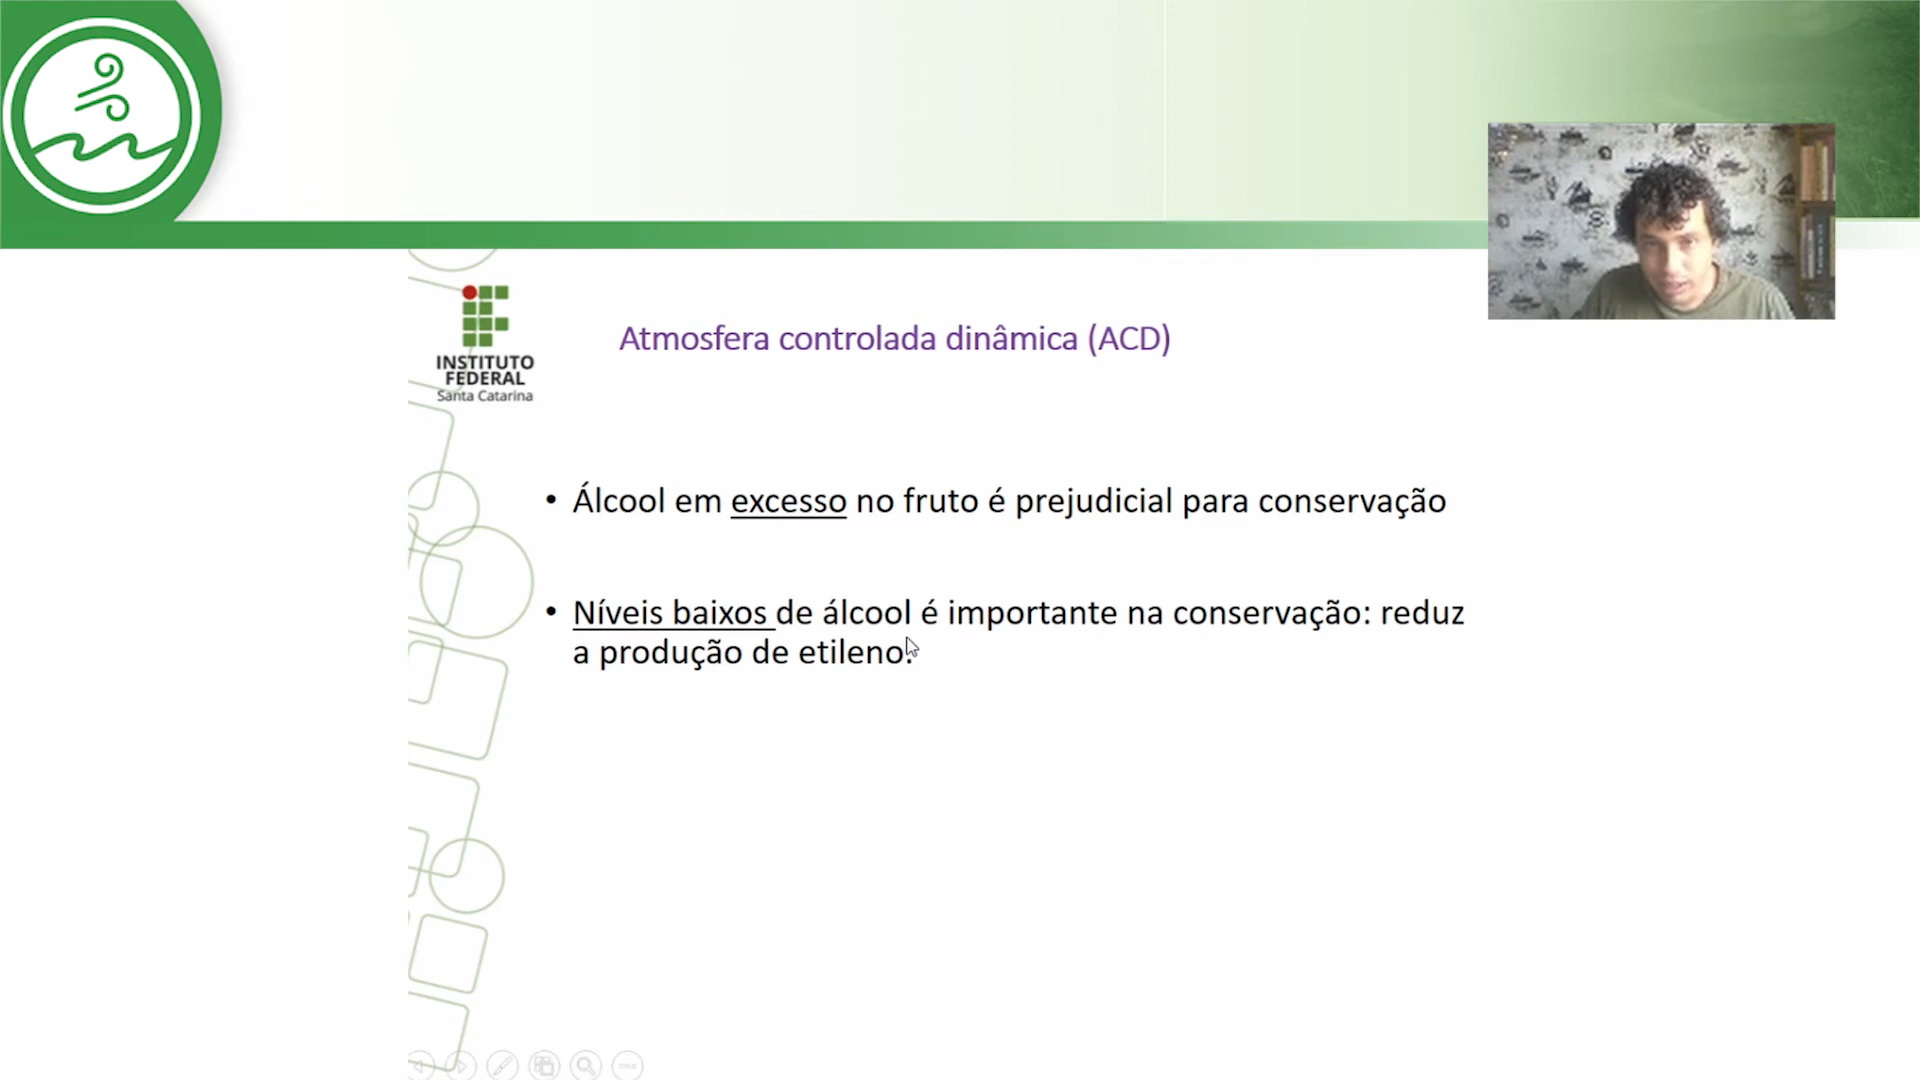 INSTITUTO
FEDERAL
Santa Catarina
Atmosfera controlada dinâmica (ACD)
• Álcool em excesso no fruto é prejudicial para conservação
• Níveis baixos de álcool é importante na conservação: reduz
a produção de etileno.